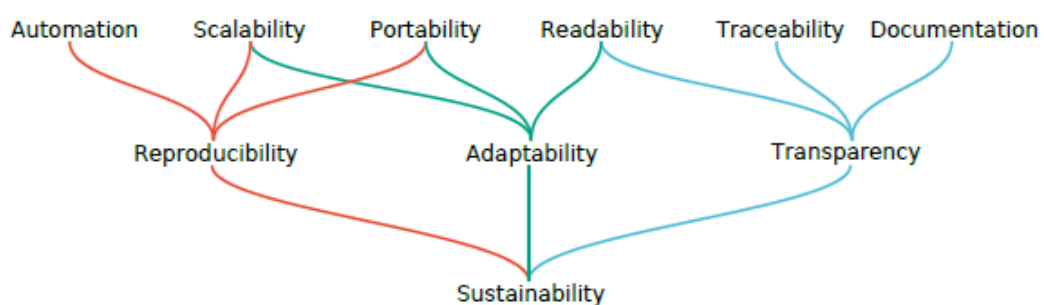 Automation Scalability Portability Readability Traceability Documentation
Reproducibility Adaptability Transparency
Sustainability